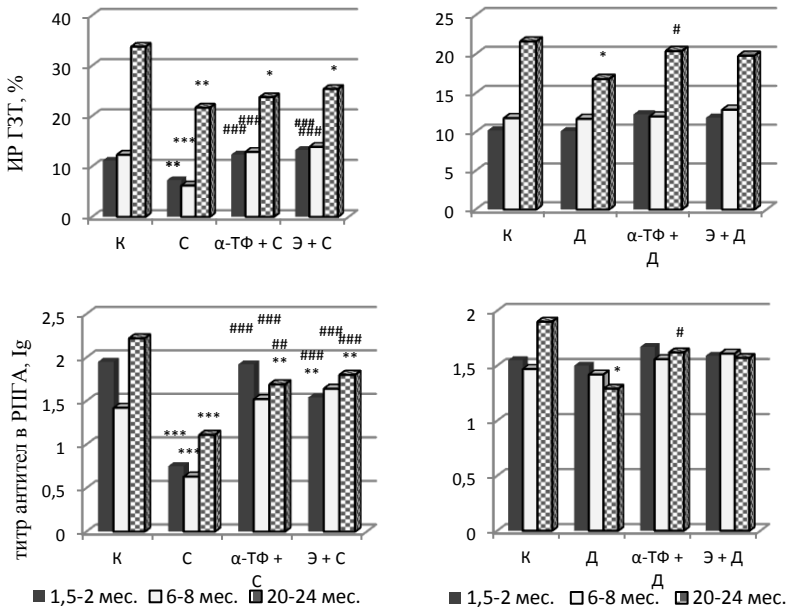 ИР ГЗТ, %
40
30
20
10
0
**
***
**
###
###
*
###
###
*
К
С
α-ТФ + С
Э + С
25
20
15
10
5
0
*
#
К
Д
α-ТФ +
Д
Э + Д
титр антител в РПГА, Ig
2,5
2
1,5
1
0,5
0
***
***
***
###
###
##
**
###
**
###
###
**
К
С
α-ТФ +
С
Э + С
1,5-2 мес.
6-8 мес.
20-24 мес.
2
1,5
1
0,5
0
*
#
К
Д
α-ТФ +
Д
Э + Д
1,5-2 мес.
6-8 мес.
20-24 мес.